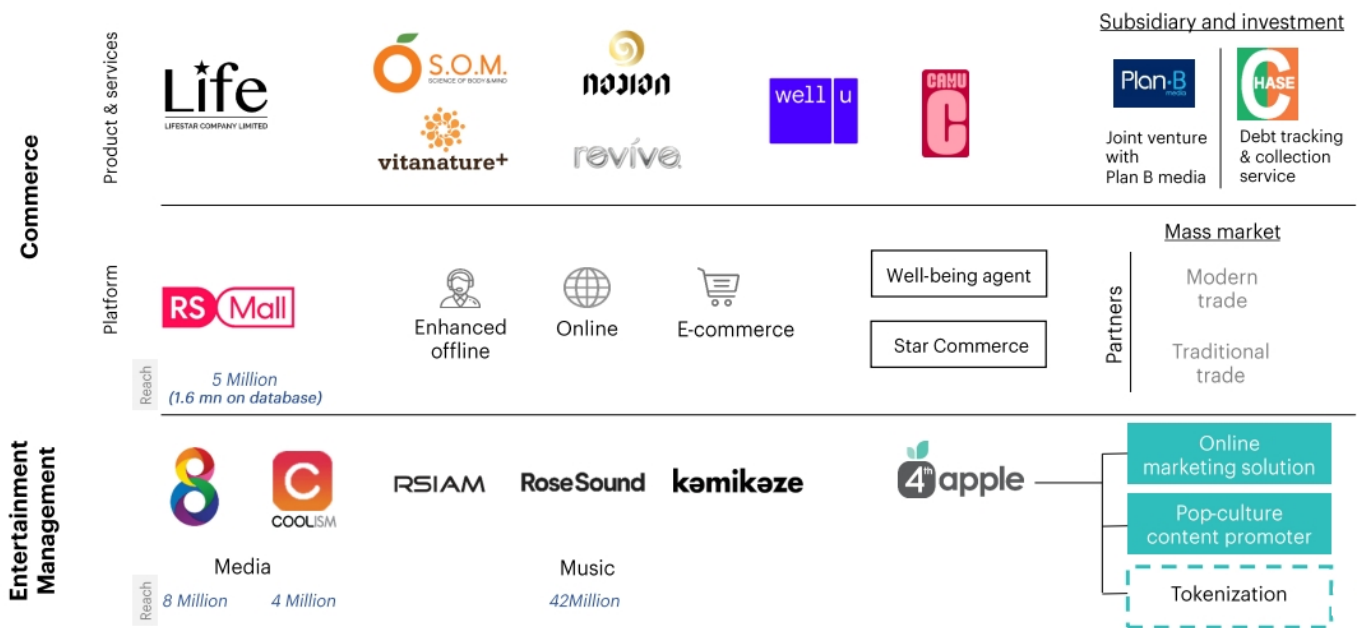 Commerce
Product & services
Life
LIFESTAR COMPANY LIMITED
S.O.M.
SCIENCE OF BODY & MIND
vitanature+
revive
well u
CAMU
C
Subsidiary and investment
Plan B
media
Joint venture
with
Plan B media
CHASE
Debt tracking
& collection
service
Platform
RS Mall
Reach
5 Million
(1.6 mn on database)
Enhanced
offline
Online
E-commerce
Well-being agent
Star Commerce
Partners
Mass market
Modern
trade
Traditional
trade
Entertainment
Management
8
C
COOLISM
Media
Reach
8 Million
4 Million
RSIAM
RoseSound
kəmikəze
Music
42Million
4th apple
Online
marketing solution
Pop-culture
content promoter
Tokenization